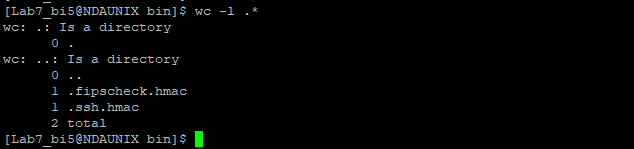 [Lab7_bi5@NDAUNIX bin]$ wc -l .*
wc: .: Is a directory
      0 .
wc: ..: Is a directory
      0 ..
      1 .fipscheck.hmac
      1 .ssh.hmac
      2 total
[Lab7_bi5@NDAUNIX bin]$